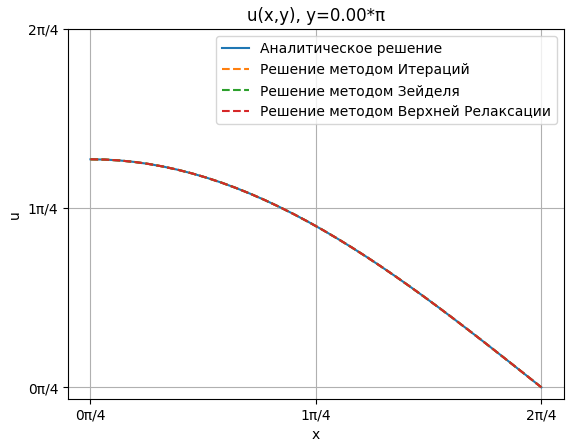 u(x,y), y=0.00*π
2π/4
Аналитическое решение
Решение методом Итераций
Решение методом Зейделя
Решение методом Верхней Релаксации
1π/4
u
0π/4
0π/4 1π/4 2π/4
x